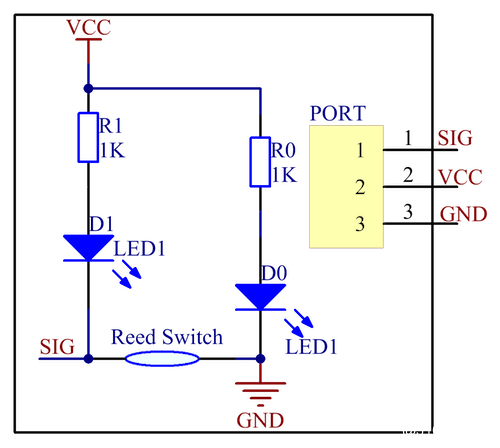 VCC
R1
1K
R0
1K
PORT
1
1
SIG
2
2
VCC
3
3
GND
D1
LED1
D0
LED1
SIG
Reed Switch
GND